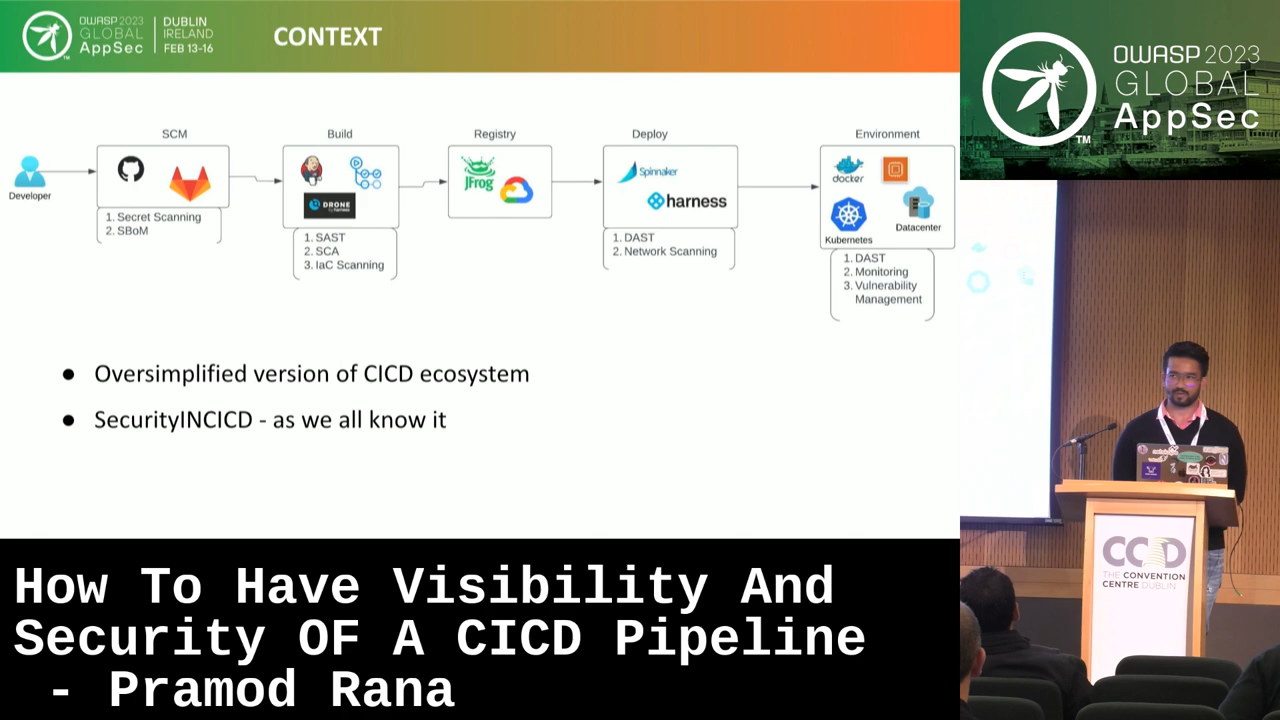 OWASP 2023
GLOBAL
AppSec
DUBLIN
IRELAND
FEB 13-16
TM
CONTEXT
SCM
Build
Registry
Deploy
Environment
Developer
1. Secret Scanning
2. SBoM
DRONE
by harness
1. SAST
2. SCA
3. IaC Scanning
JFrog
Spinnaker
harness
1. DAST
2. Network Scanning
docker
Kubernetes
Datacenter
1. DAST
2. Monitoring
3. Vulnerability
Management
● Oversimplified version of CICD ecosystem
● SecurityINCICD - as we all know it
OWASP 2023
GLOBAL
AppSec
TM
CCD
THE CONVENTION
CENTRE DUBLIN
How To Have Visibility And
Security OF A CICD Pipeline
- Pramod Rana